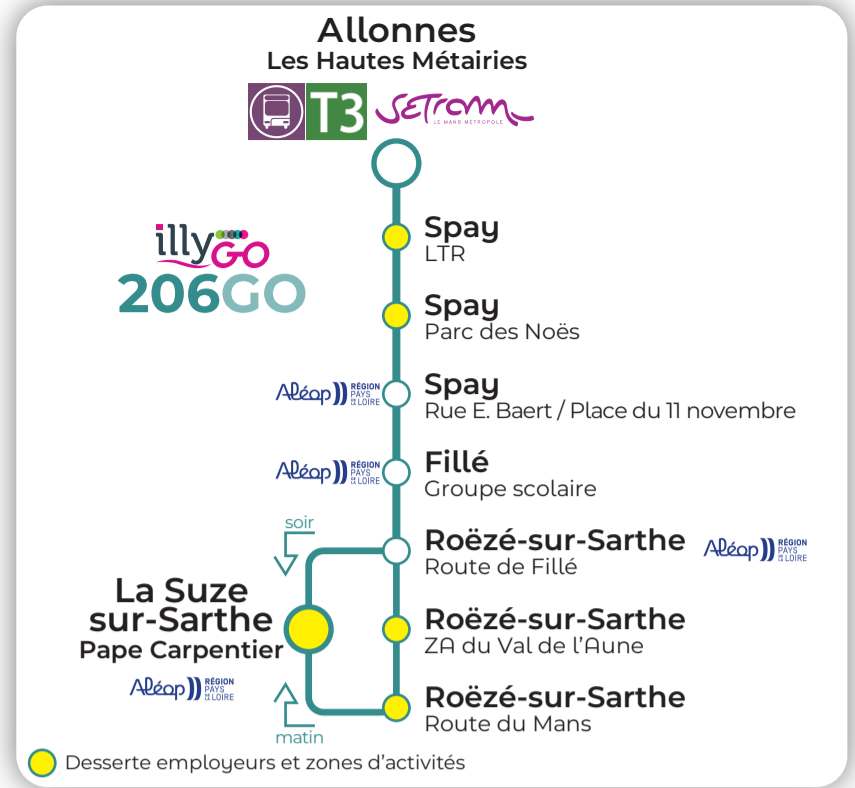 Allonnes
Les Hautes Métairies
T3 SETRAM
LE MANS MÉTROPOLE
illyGO
206GO
Spay
LTR
Spay
Parc des Noës
Aléop RÉGION PAYS DE LA LOIRE
Spay
Rue E. Baert / Place du 11 novembre
Aléop RÉGION PAYS DE LA LOIRE
Fillé
Groupe scolaire
soir
Roëzé-sur-Sarthe
Route de Fillé
Aléop RÉGION PAYS DE LA LOIRE
La Suze
sur-Sarthe
Pape Carpentier
Aléop RÉGION PAYS DE LA LOIRE
Roëzé-sur-Sarthe
ZA du Val de l'Aune
Roëzé-sur-Sarthe
Route du Mans
matin
Desserte employeurs et zones d'activités